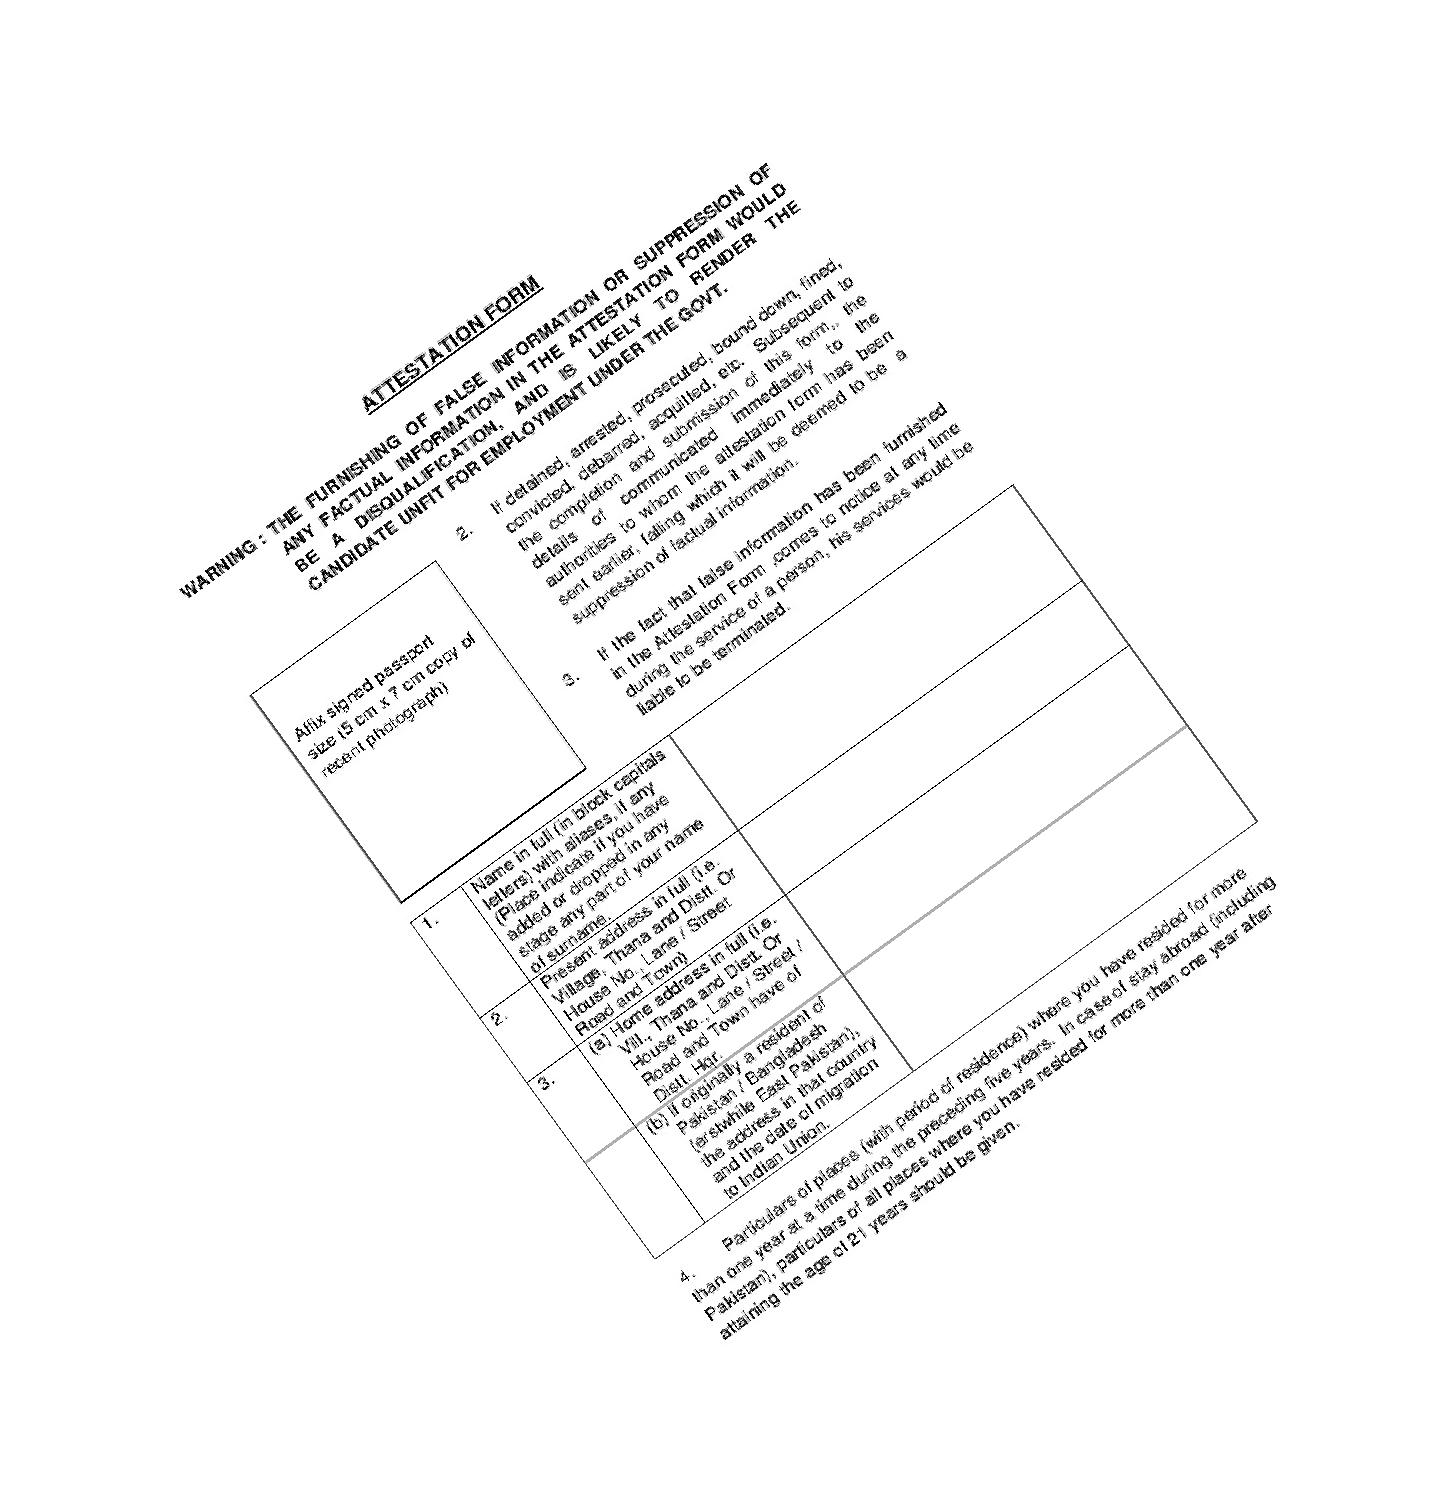 ATTESTATION FORM
WARNING : THE FURNISHING OF FALSE INFORMATION OR SUPPRESSION OF
ANY FACTUAL INFORMATION IN THE ATTESTATION FORM WOULD
BE A DISQUALIFICATION, AND IS LIKELY TO RENDER THE
CANDIDATE UNFIT FOR EMPLOYMENT UNDER THE GOVT.
Affix signed passport
size (5 cm x 7 cm copy of
recent photograph)
2. If detained, arrested, prosecuted, bound down, fined,
convicted, debarred, acquitted, etc. Subsequent to
the completion and submission of this form,, the
details of communicated immediately to the
authorities to whom the attestation form has been
sent earlier, failing which it will be deemed to be a
suppression of factual information.
3. If the fact that false information has been furnished
in the Attestation Form ,comes to notice at any time
during the service of a person, his services would be
liable to be terminated.
1. Name in full (in block capitals
letters) with aliases, if any
(Place indicate if you have
added or dropped in any
stage any part of your name
of surname.
2. Present address in full (i.e.
Village, Thana and Distt. Or
House No., Lane / Street
Road and Town)
3. (a) Home address in full (i.e.
Vill., Thana and Distt. Or
House No., Lane / Street /
Road and Town have of
Distt. Hqr.
(b) If originally a resident of
Pakistan / Bangladesh
(erstwhile East Pakistan),
the address in that country
and the date of migration
to Indian Union.
4. Particulars of places (with period of residence) where you have resided for more
than one year at a time during the preceding five years. In case of stay abroad (including
Pakistan), particulars of all places where you have resided for more than one year after
attaining the age of 21 years should be given.